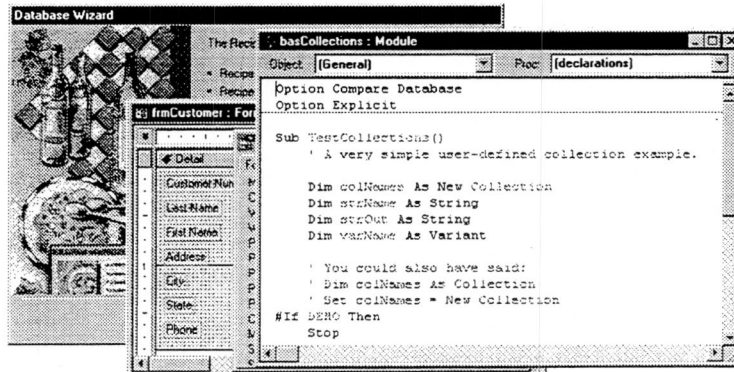 Database Wizard
The Reci
• Recipe
• Recipe
frmCustomer : For
Detail
Customer Num
Last Name
First Name
Address
City
State
Phone
basCollections : Module
Object: (General) Proc: (declarations)
Option Compare Database
Option Explicit
Sub TestCollections()
' A very simple user-defined collection example.
Dim colNames As New Collection
Dim strName As String
Dim strOut As String
Dim varName As Variant
' You could also have said:
' Dim colNames As Collection
' Set colNames = New Collection
#If DEMO Then
Stop